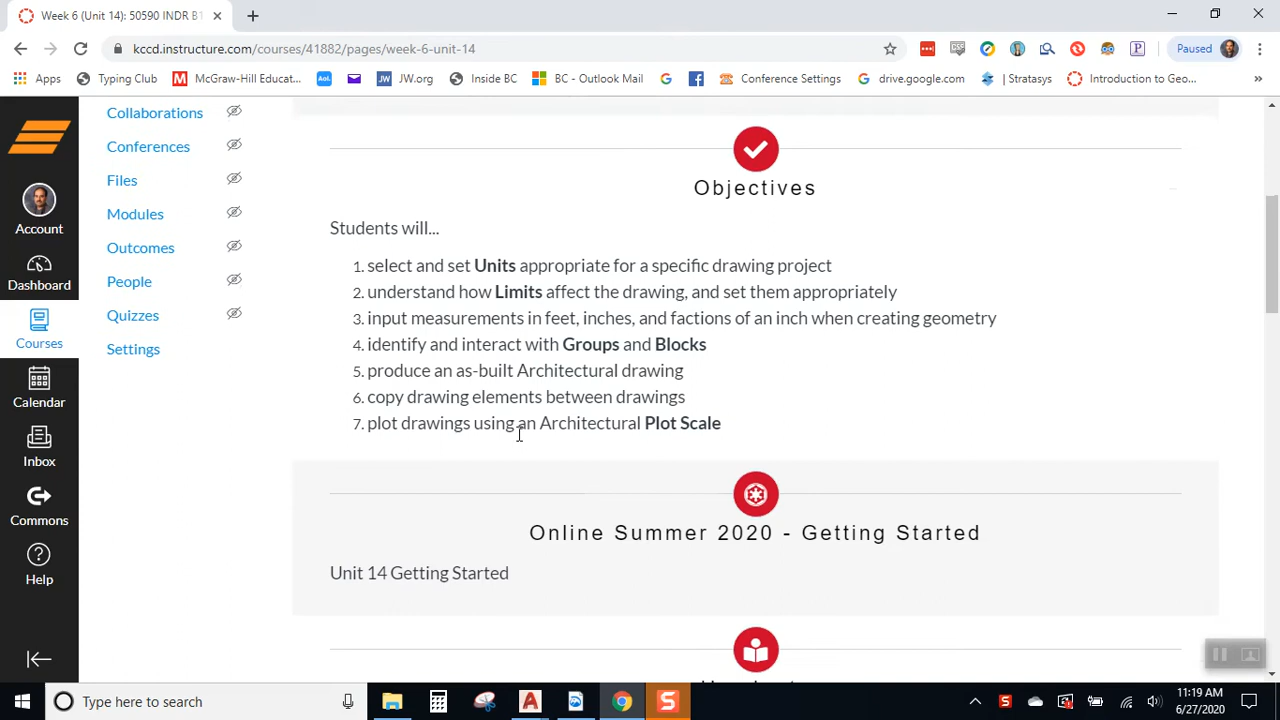 Week 6 (Unit 14): 50590 INDR B1
kccd.instructure.com/courses/41882/pages/week-6-unit-14
Paused
Apps
Typing Club
McGraw-Hill Educat...
Aol.
JW.org
Inside BC
BC - Outlook Mail
Conference Settings
drive.google.com
Stratasys
Introduction to Geo...
Account
Dashboard
Courses
Calendar
Inbox
Commons
Help
Collaborations
Conferences
Files
Modules
Outcomes
People
Quizzes
Settings
Objectives
Students will...
1. select and set Units appropriate for a specific drawing project
2. understand how Limits affect the drawing, and set them appropriately
3. input measurements in feet, inches, and factions of an inch when creating geometry
4. identify and interact with Groups and Blocks
5. produce an as-built Architectural drawing
6. copy drawing elements between drawings
7. plot drawings using an Architectural Plot Scale
Online Summer 2020 - Getting Started
Unit 14 Getting Started
Type here to search
11:19 AM
6/27/2020